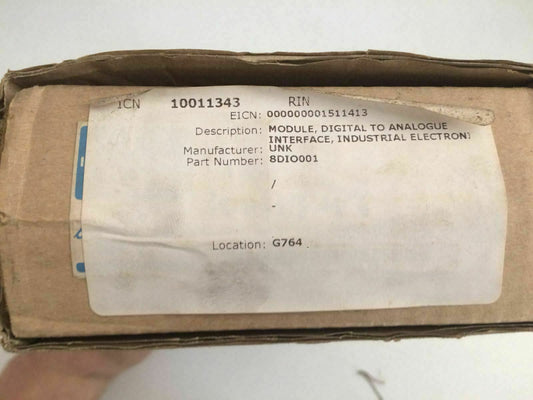 ICN 10011343 RIN
EICN: 000000001511413
Description: MODULE, DIGITAL TO ANALOGUE
INTERFACE, INDUSTRIAL ELECTRONI
Manufacturer: UNK
Part Number: 8DIO001
/
-
Location: G764 .